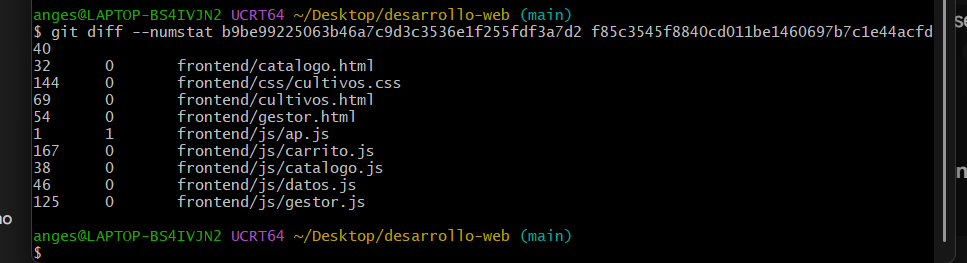 anges@LAPTOP-BS4IVJN2 UCRT64 ~/Desktop/desarrollo-web (main)
$ git diff --numstat b9be99225063b46a7c9d3c3536e1f255fdf3a7d2 f85c3545f8840cd011be1460697b7c1e44acfd
40
32 0 frontend/catalogo.html
144 0 frontend/css/cultivos.css
69 0 frontend/cultivos.html
54 0 frontend/gestor.html
1 1 frontend/js/ap.js
167 0 frontend/js/carrito.js
38 0 frontend/js/catalogo.js
46 0 frontend/js/datos.js
125 0 frontend/js/gestor.js
anges@LAPTOP-BS4IVJN2 UCRT64 ~/Desktop/desarrollo-web (main)
$